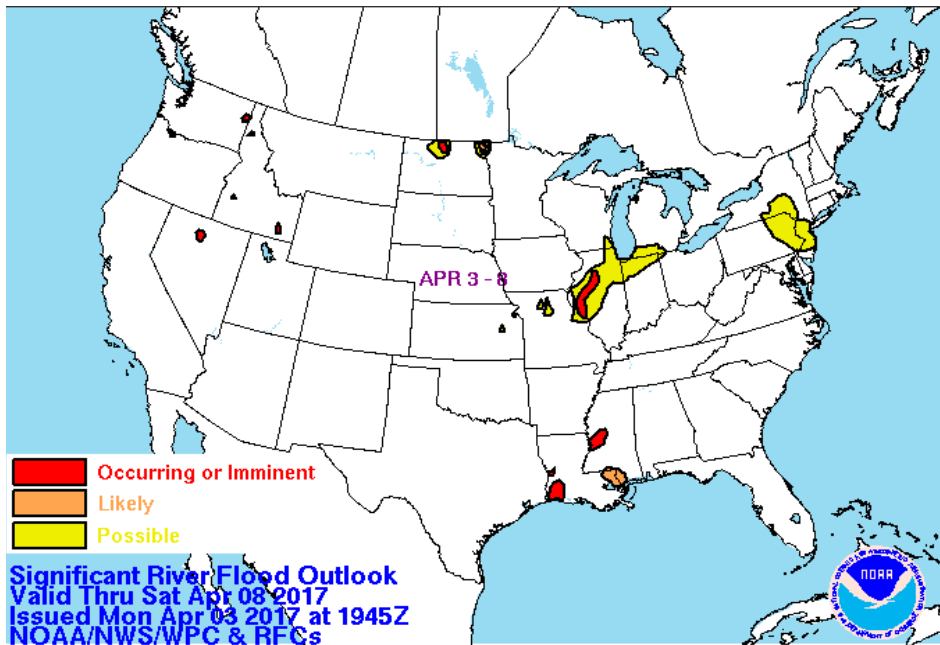 APR 3 - 8
Occurring or Imminent
Likely
Possible
Significant River Flood Outlook
Valid Thru Sat Apr 08 2017
Issued Mon Apr 03 2017 at 1945Z
NOAA/NWS/WPC & RFCs
NOAA